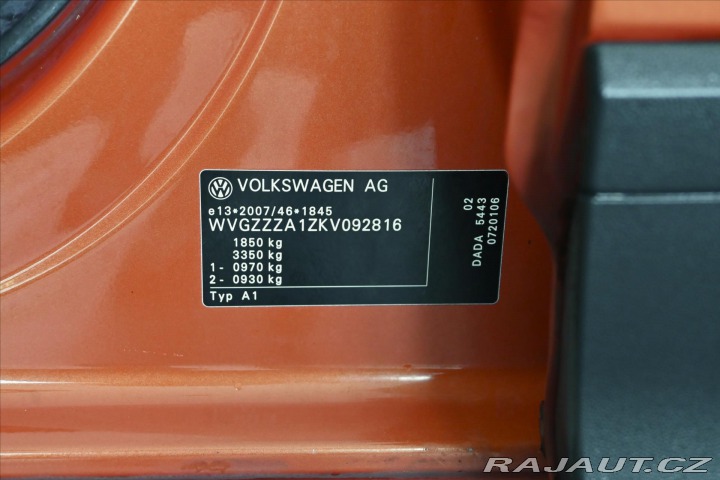 VOLKSWAGEN AG
e13*2007/46*1845
WVGZZZA1ZKV092816
1850 kg
3350 kg
1- 0970 kg
2- 0930 kg
Typ A1
02
DADA 5443
0720106
RAJAUT.CZ